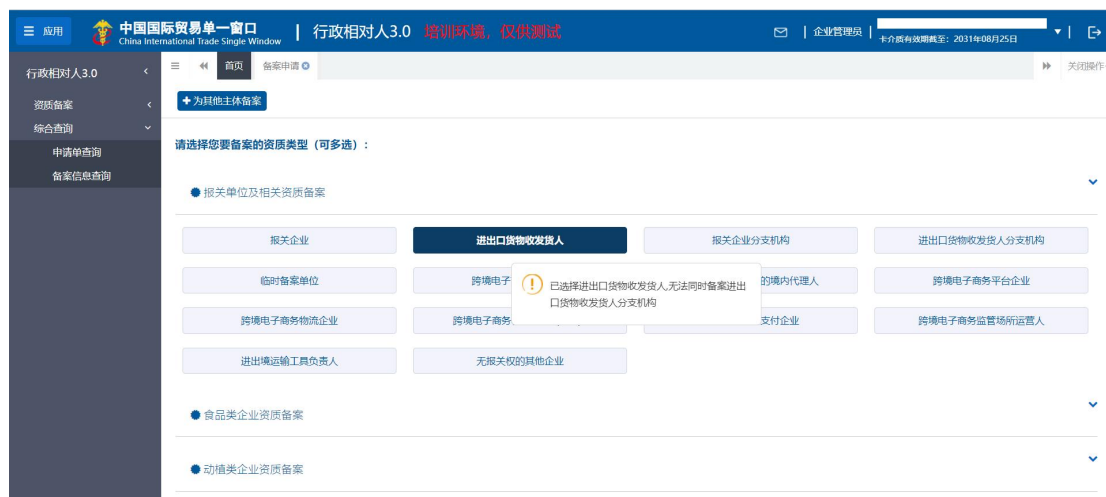 应用
中国国际贸易单一窗口
China International Trade Single Window
行政相对人3.0
培训环境，仅供测试
企业管理员
卡介质有效期截至：2031年08月25日
行政相对人3.0
首页
备案申请
关闭操作
资质备案
综合查询
申请单查询
备案信息查询
为其他主体备案
请选择您要备案的资质类型（可多选）:
报关单位及相关资质备案
报关企业
进出口货物收发货人
报关企业分支机构
进出口货物收发货人分支机构
临时备案单位
跨境电子
的境内代理人
跨境电子商务平台企业
已选择进出口货物收发货人,无法同时备案进出
口货物收发货人分支机构
跨境电子商务物流企业
跨境电子商务
支付企业
跨境电子商务监管场所运营人
进出境运输工具负责人
无报关权的其他企业
食品类企业资质备案
动植类企业资质备案